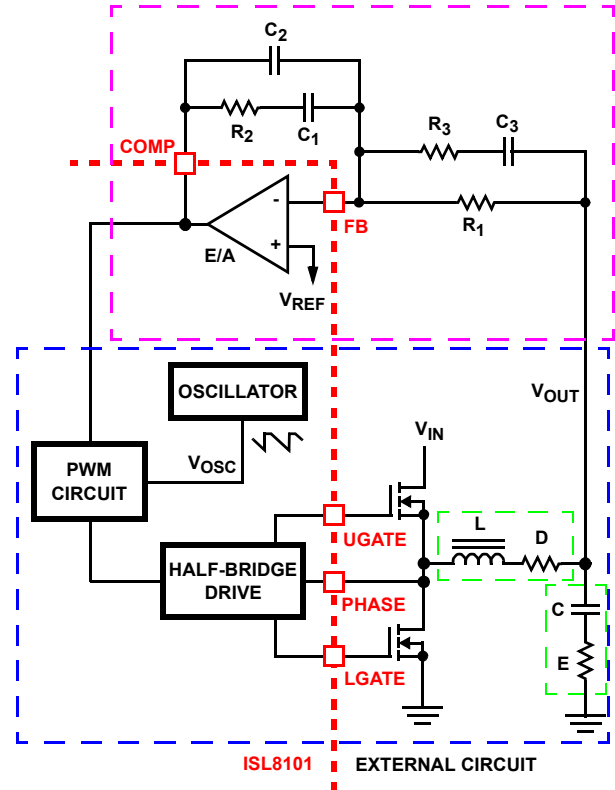 C2
R2
C1
R3
C3
COMP
R1
-
+
E/A
FB
VREF
OSCILLATOR
VOUT
VIN
PWM
CIRCUIT
VOSC
UGATE
L
D
HALF-BRIDGE
DRIVE
PHASE
C
E
LGATE
ISL8101
EXTERNAL CIRCUIT